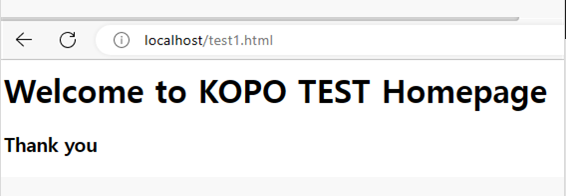 localhost/test1.html
Welcome to KOPO TEST Homepage
Thank you